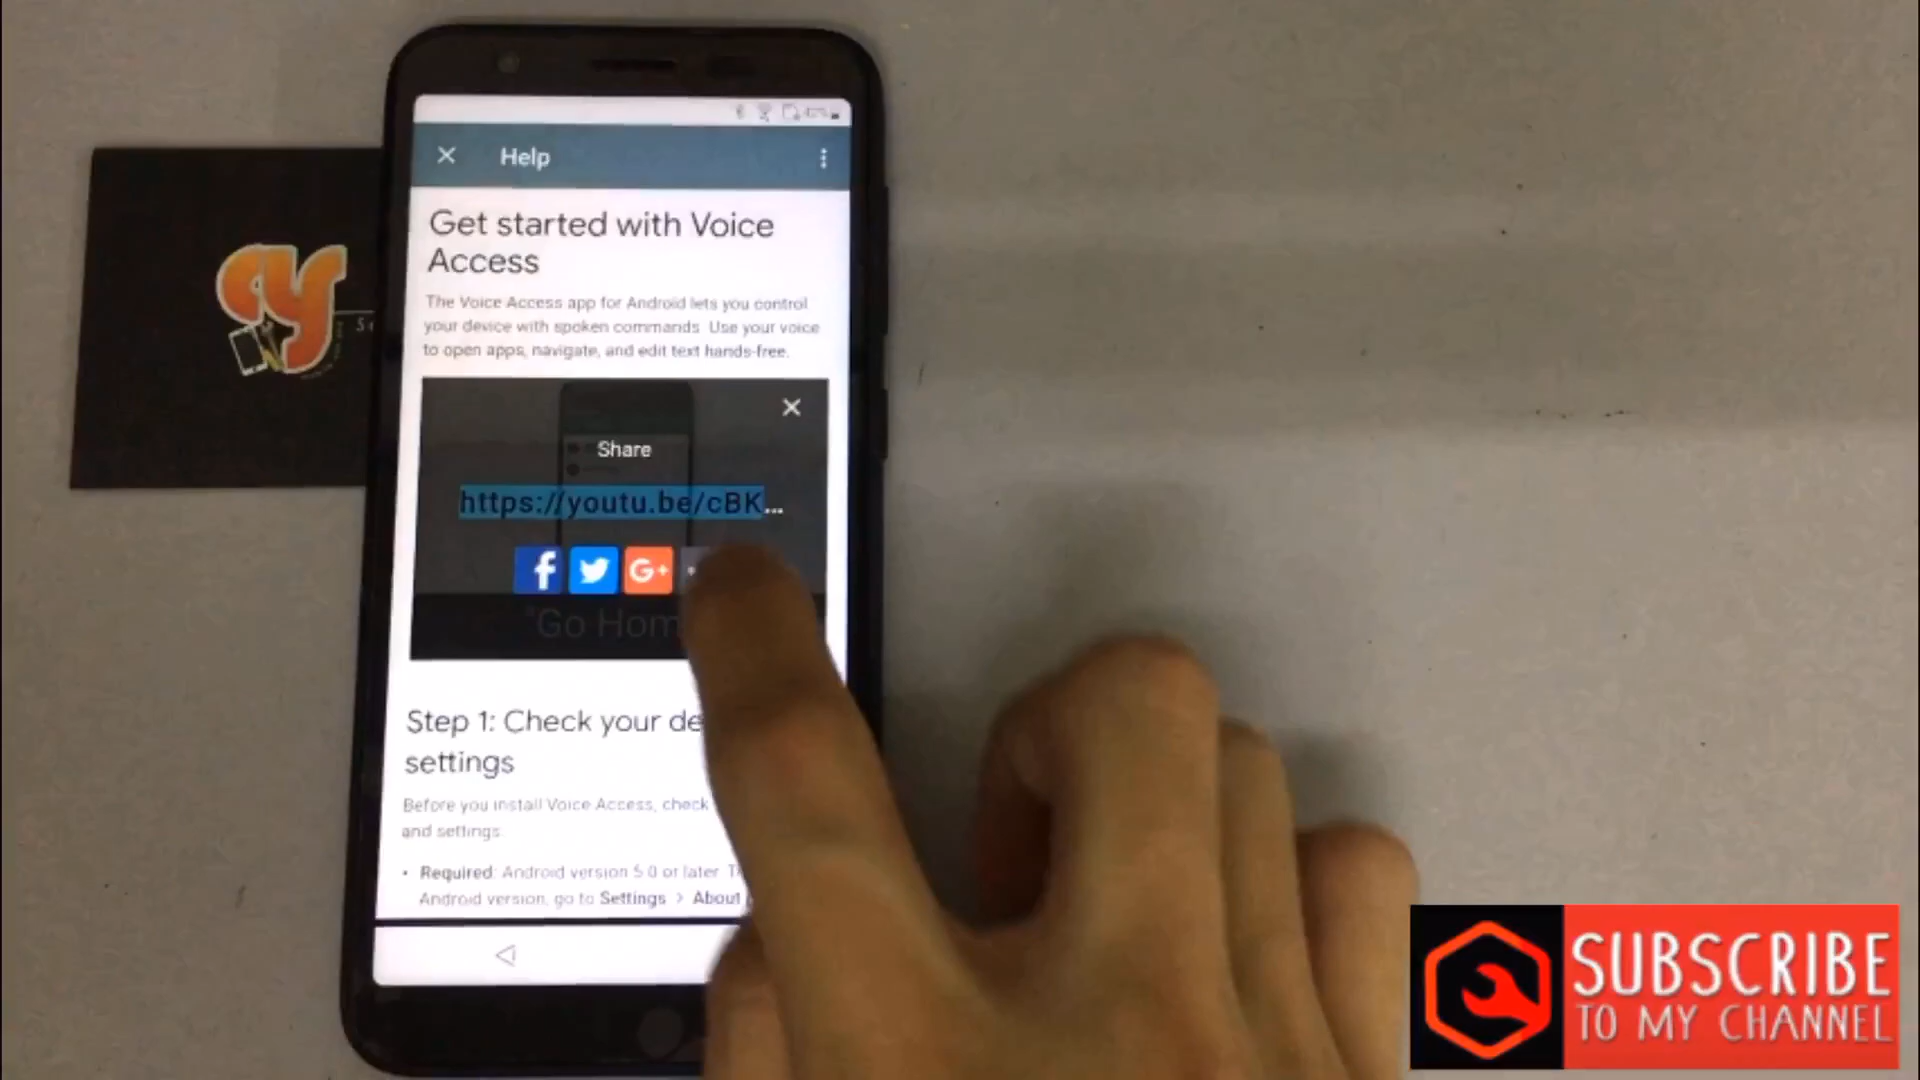 Help
Get started with Voice
Access
The Voice Access app for Android lets you control
your device with spoken commands. Use your voice
to open apps, navigate, and edit text hands-free.
Share
https://youtu.be/cBK...
G+
"Go Hom
Step 1: Check your de
settings
Before you install Voice Access, check
and settings.
• Required: Android version 5.0 or later. T
Android version, go to Settings > About
SUBSCRIBE
TO MY CHANNEL